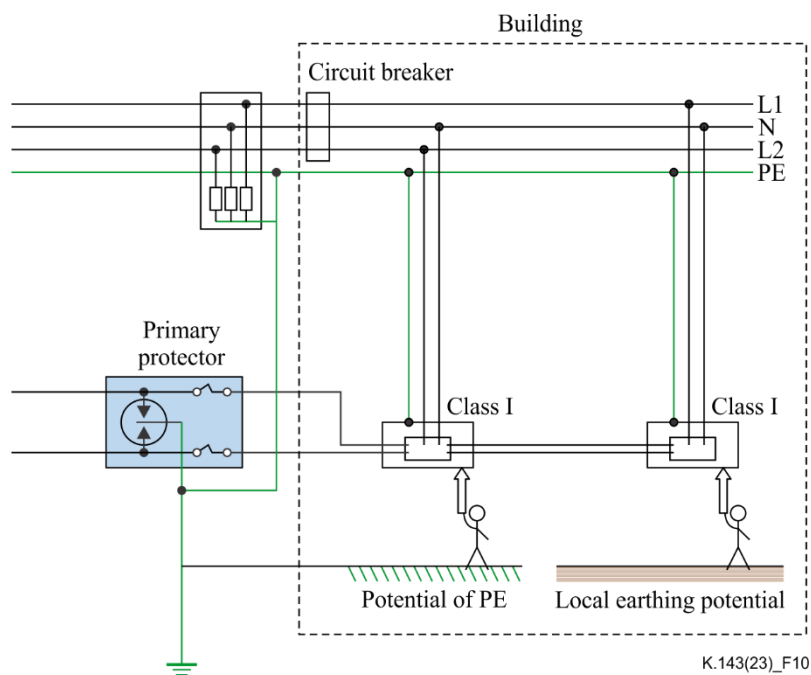 Building
Circuit breaker
L1
N
L2
PE
Primary
protector
Class I
Class I
Potential of PE
Local earthing potential
K.143(23)_F10